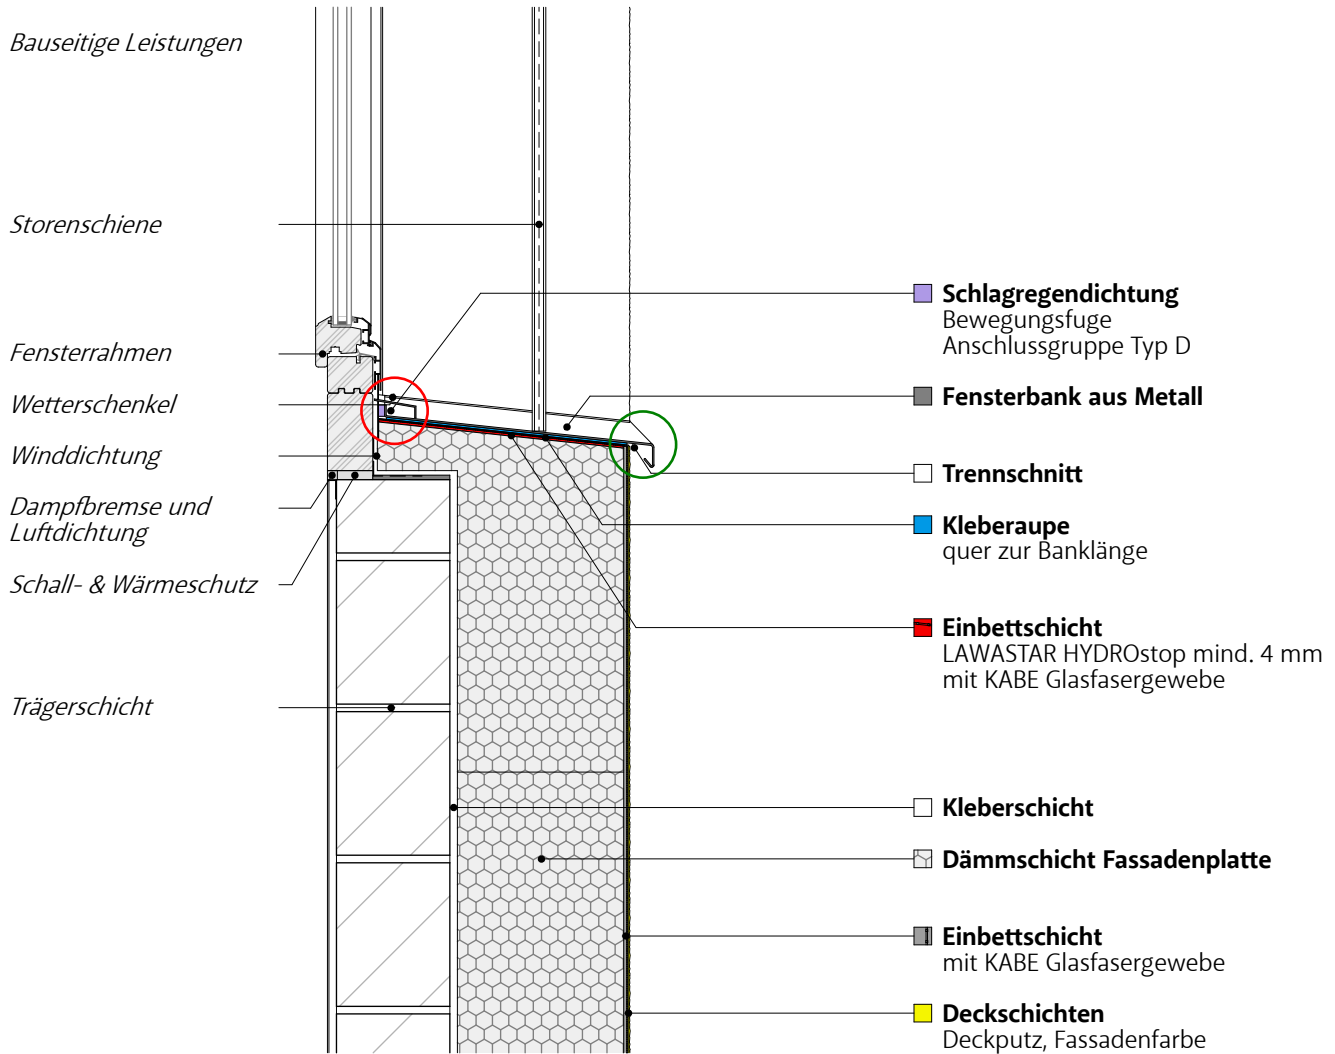 Bauseitige Leistungen
Storenschiene
Fensterrahmen
Wetterschenkel
Winddichtung
Dampfbremse und
Luftdichtung
Schall- & Wärmeschutz
Trägerschicht
Schlagregendichtung
Bewegungsfuge
Anschlussgruppe Typ D
Fensterbank aus Metall
Trennschnitt
Kleberaupe
quer zur Banklänge
Einbettschicht
LAWASTAR HYDROstop mind. 4 mm
mit KABE Glasfasergewebe
Kleberschicht
Dämmschicht Fassadenplatte
Einbettschicht
mit KABE Glasfasergewebe
Deckschichten
Deckputz, Fassadenfarbe